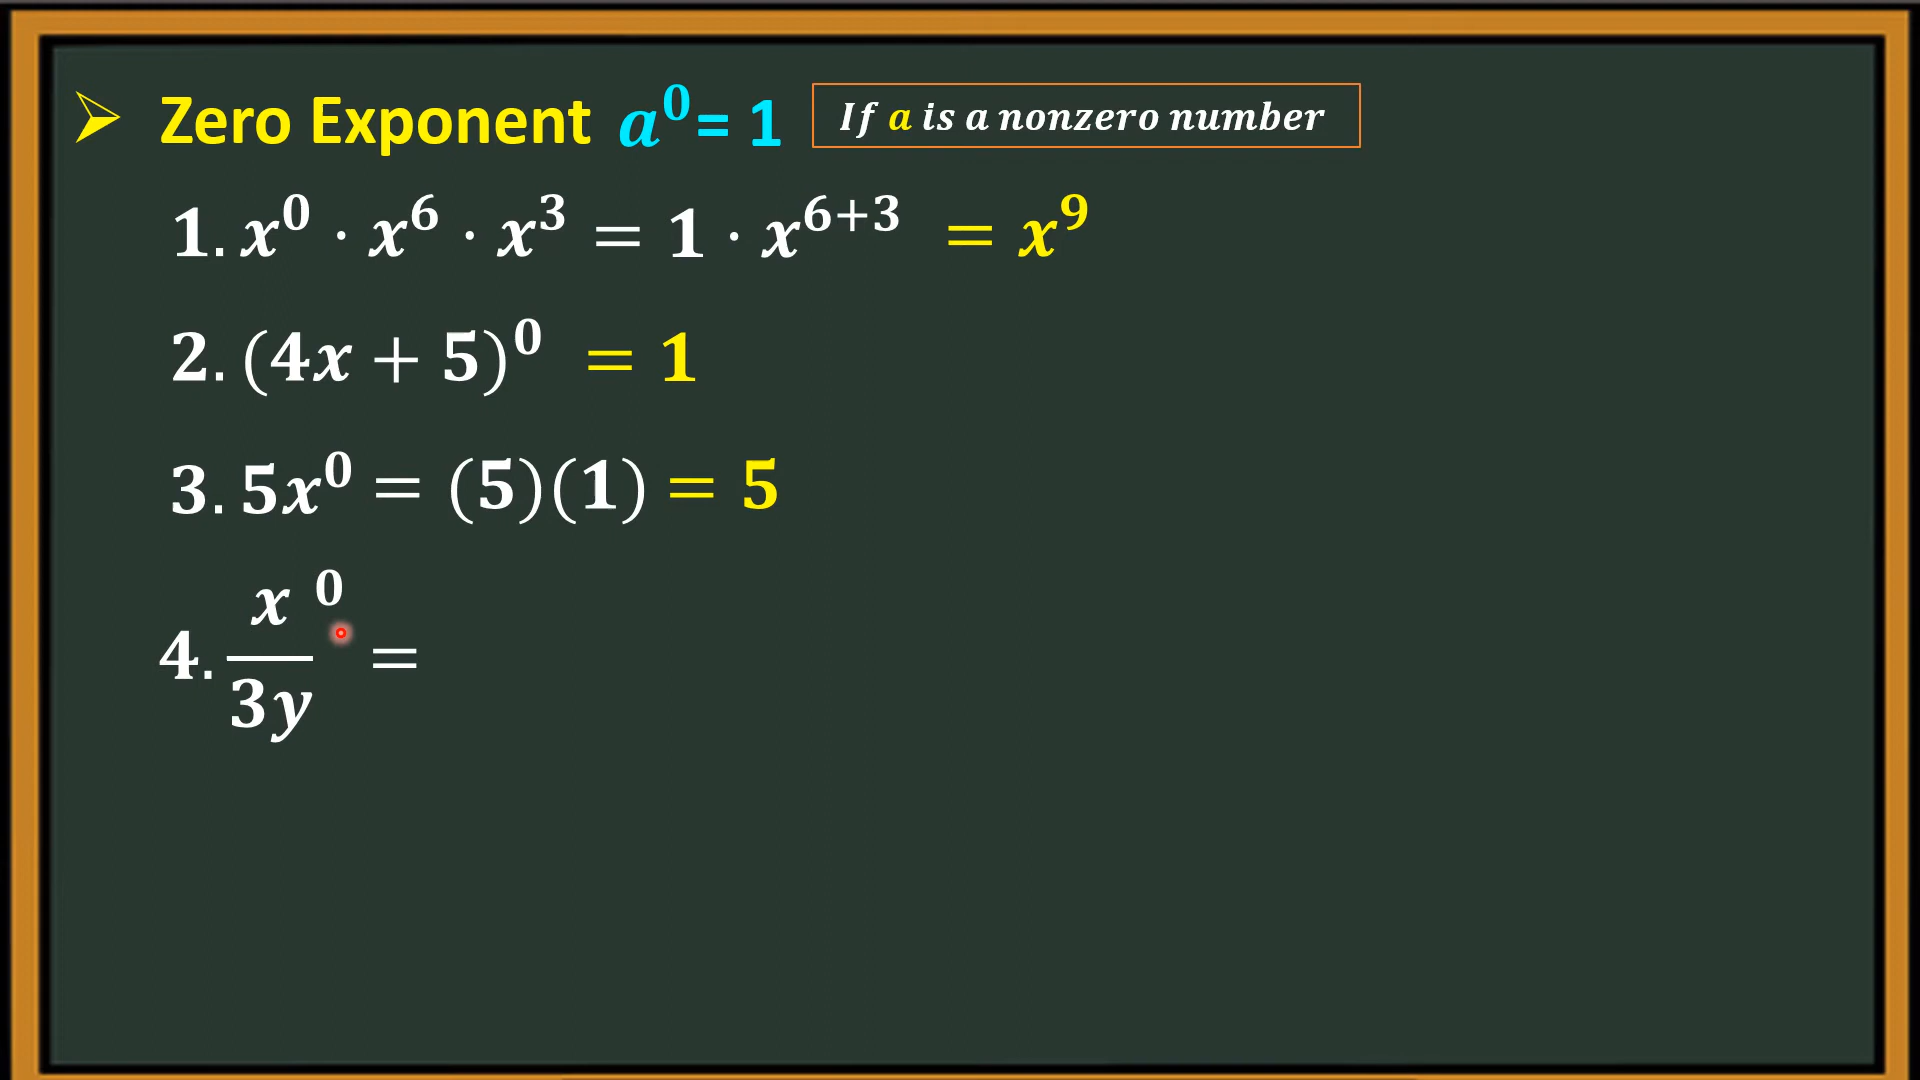 ➢ Zero Exponent a⁰= 1 If a is a nonzero number
1. x⁰ · x⁶ · x³ = 1 · x⁶⁺³ = x⁹
2. (4x + 5)⁰ = 1
3. 5x⁰ = (5)(1) = 5
4. x/3y ⁰ =